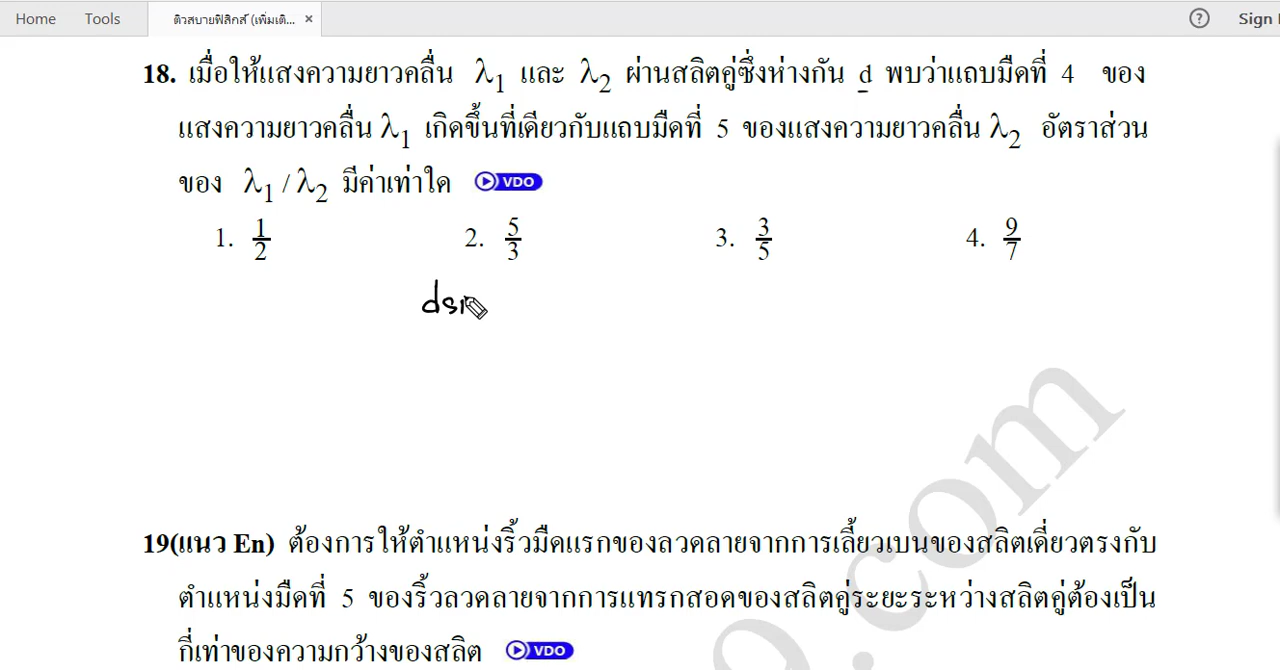 Home Tools ติวสบายฟิสิกส์ (เพิ่มเติ... × ? Sign
18. เมื่อให้แสงความยาวคลื่น λ1 และ λ2 ผ่านสลิตคู่ซึ่งห่างกัน d พบว่าแถบมืดที่ 4 ของ
แสงความยาวคลื่น λ1 เกิดขึ้นที่เดียวกับแถบมืดที่ 5 ของแสงความยาวคลื่น λ2 อัตราส่วน
ของ λ1 / λ2 มีค่าเท่าใด VDO
1. 1/2 2. 5/3 3. 3/5 4. 9/7
dsi
19(แนว En) ต้องการให้ตำแหน่งริ้วมืดแรกของลวดลายจากการเลี้ยวเบนของสลิตเดี่ยวตรงกับ
ตำแหน่งมืดที่ 5 ของริ้วลวดลายจากการแทรกสอดของสลิตคู่ระยะระหว่างสลิตคู่ต้องเป็น
กี่เท่าของความกว้างของสลิต VDO
o.com